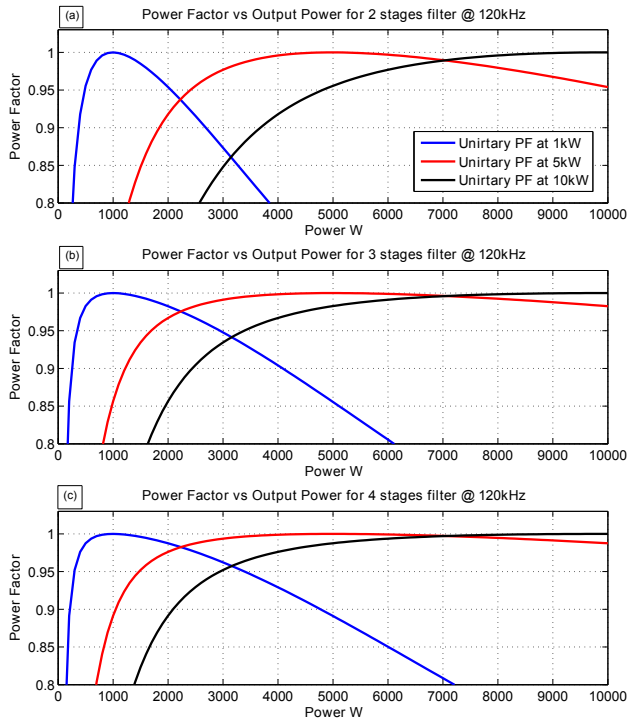 (a)
Power Factor vs Output Power for 2 stages filter @ 120kHz
Power Factor
1
0.95
0.9
0.85
0.8
Unirtary PF at 1kW
Unirtary PF at 5kW
Unirtary PF at 10kW
0 1000 2000 3000 4000 5000 6000 7000 8000 9000 10000
Power W
(b)
Power Factor vs Output Power for 3 stages filter @ 120kHz
Power Factor
1
0.95
0.9
0.85
0.8
0 1000 2000 3000 4000 5000 6000 7000 8000 9000 10000
Power W
(c)
Power Factor vs Output Power for 4 stages filter @ 120kHz
Power Factor
1
0.95
0.9
0.85
0.8
0 1000 2000 3000 4000 5000 6000 7000 8000 9000 10000
Power W